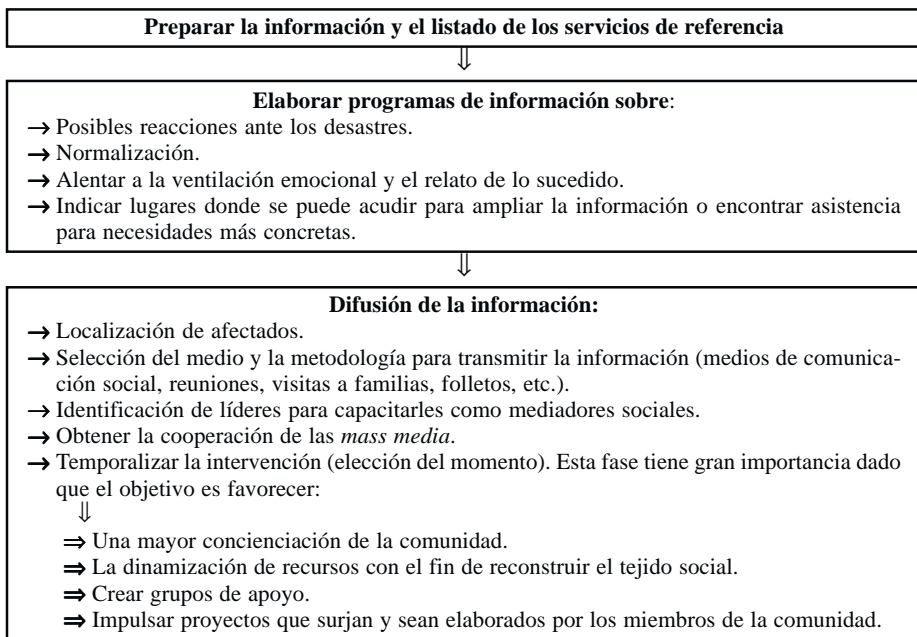 Preparar la información y el listado de los servicios de referencia
⇓
Elaborar programas de información sobre:
→ Posibles reacciones ante los desastres.
→ Normalización.
→ Alentar a la ventilación emocional y el relato de lo sucedido.
→ Indicar lugares donde se puede acudir para ampliar la información o encontrar asistencia
para necesidades más concretas.
⇓
Difusión de la información:
→ Localización de afectados.
→ Selección del medio y la metodología para transmitir la información (medios de comunica-
ción social, reuniones, visitas a familias, folletos, etc.).
→ Identificación de líderes para capacitarles como mediadores sociales.
→ Obtener la cooperación de las mass media.
→ Temporalizar la intervención (elección del momento). Esta fase tiene gran importancia dado
que el objetivo es favorecer:
⇓
⇒ Una mayor concienciación de la comunidad.
⇒ La dinamización de recursos con el fin de reconstruir el tejido social.
⇒ Crear grupos de apoyo.
⇒ Impulsar proyectos que surjan y sean elaborados por los miembros de la comunidad.